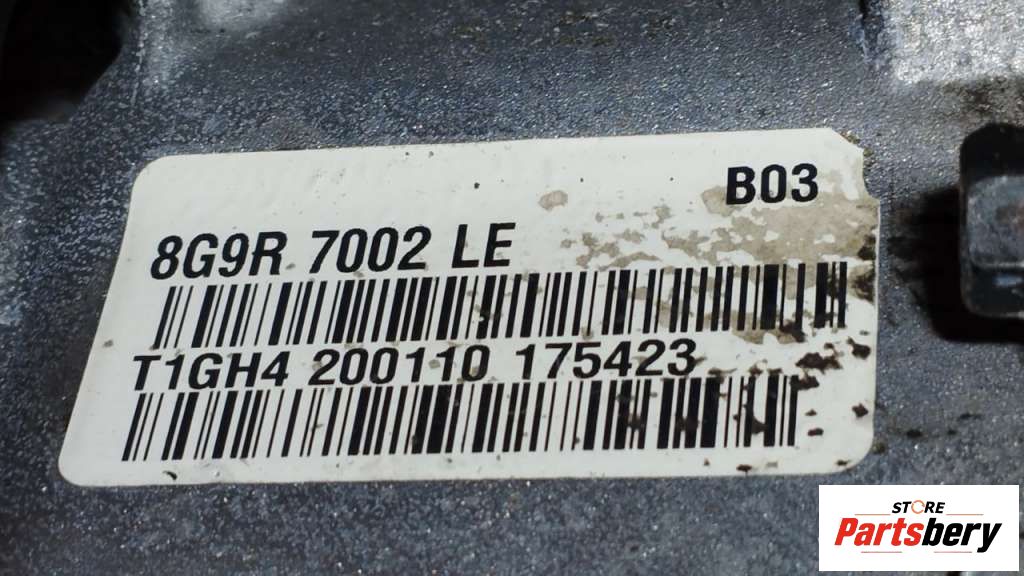 B03
8G9R 7002 LE
T1GH4 200110 175423
STORE
Partsbery